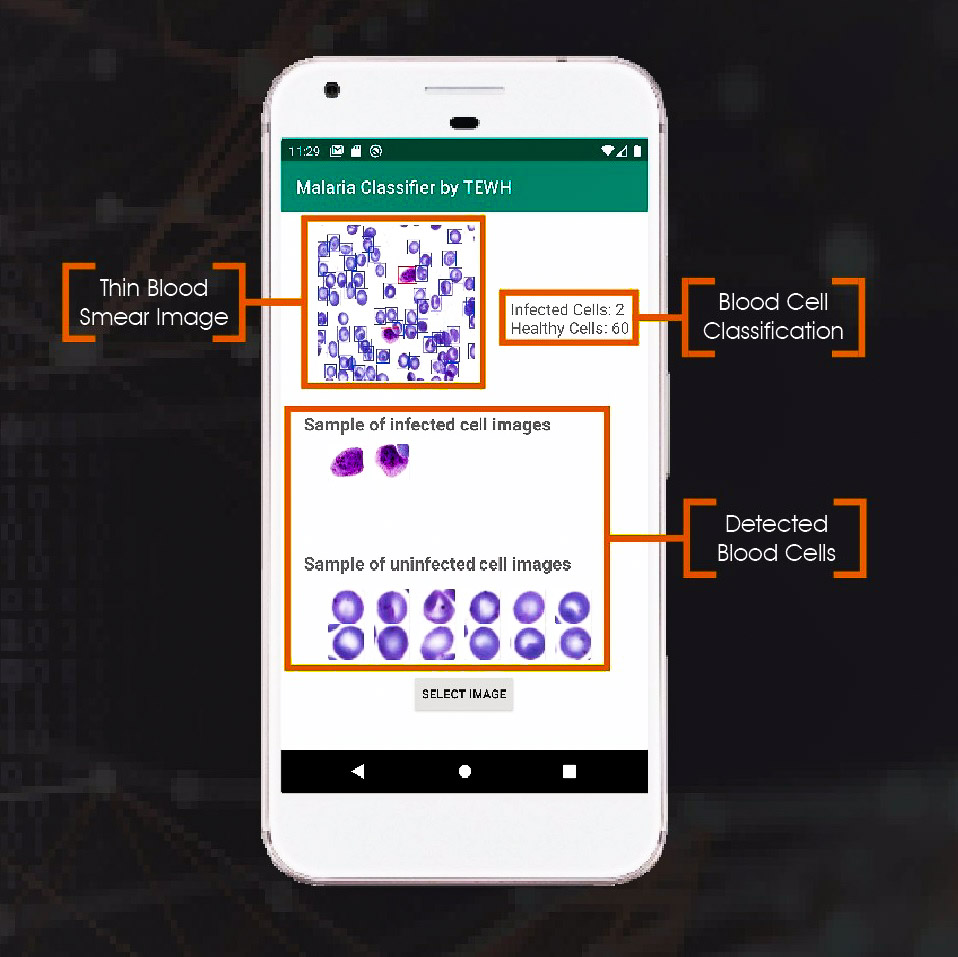 11:29
Malaria Classifier by TEWH
Thin Blood
Smear Image
Infected Cells: 2
Healthy Cells: 60
Blood Cell
Classification
Sample of infected cell images
Detected
Blood Cells
Sample of uninfected cell images
SELECT IMAGE